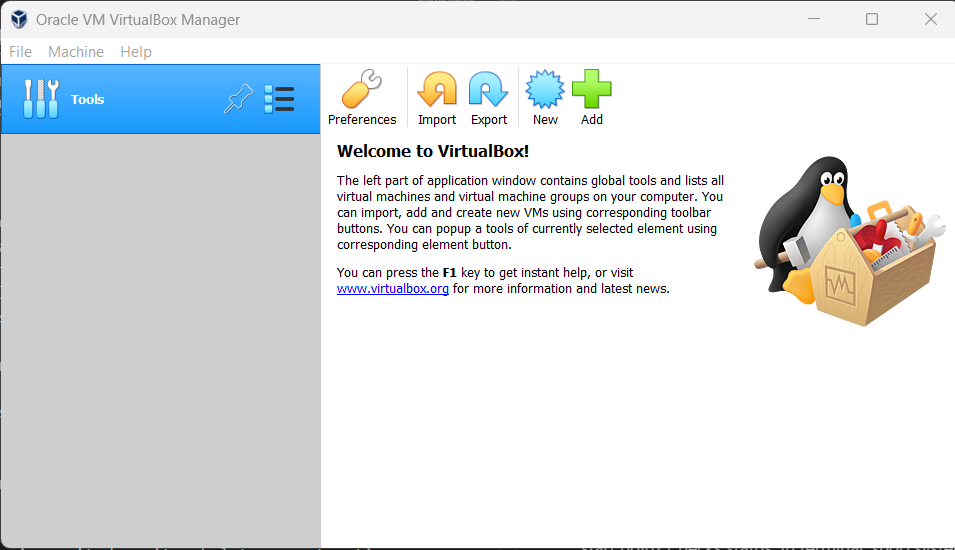 Oracle VM VirtualBox Manager
File Machine Help
Tools
Preferences Import Export New Add
Welcome to VirtualBox!
The left part of application window contains global tools and lists all
virtual machines and virtual machine groups on your computer. You
can import, add and create new VMs using corresponding toolbar
buttons. You can popup a tools of currently selected element using
corresponding element button.
You can press the F1 key to get instant help, or visit
www.virtualbox.org for more information and latest news.